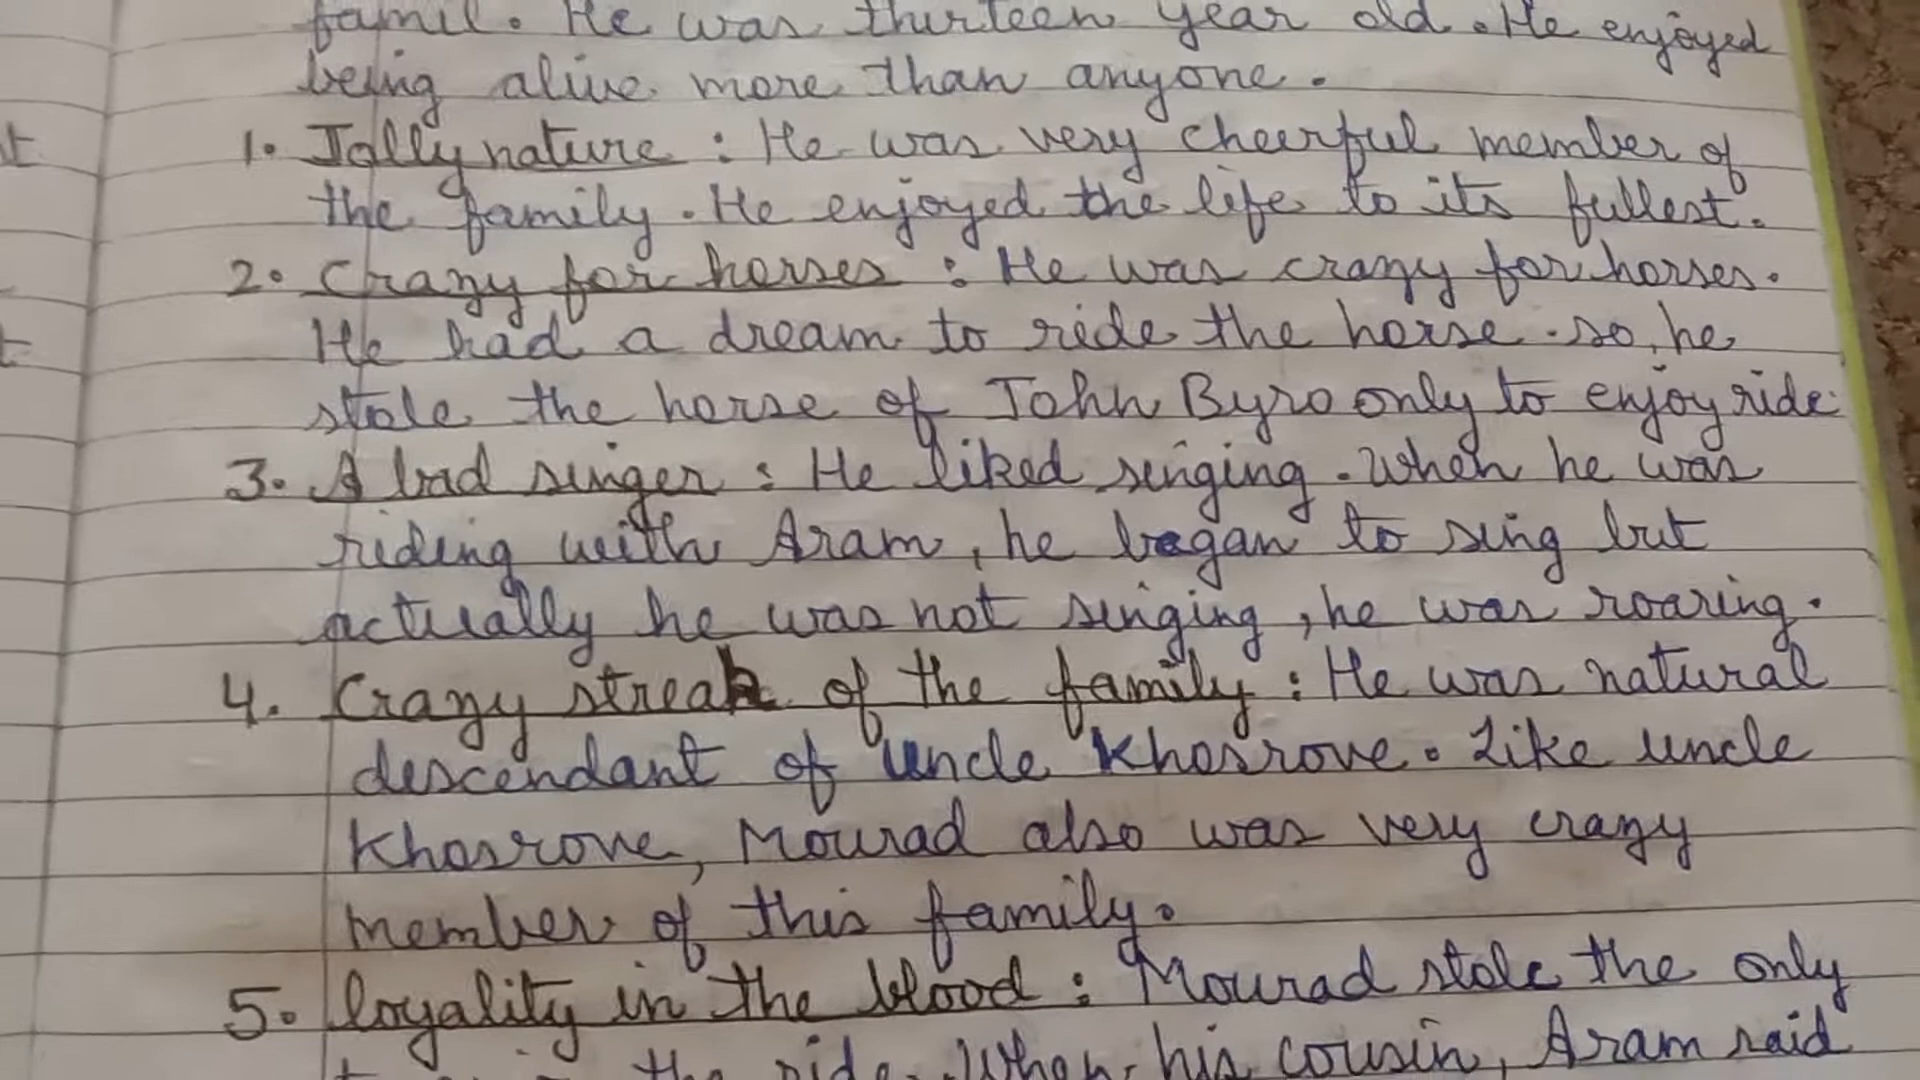 famil. He was thirteen year old. He enjoyed
being alive more than anyone.
1. Jolly nature : He was very cheerful member of
the family. He enjoyed the life to its fullest.
2. Crazy for horses : He was crazy for horses.
He had a dream to ride the horse. so, he
stole the horse of John Byro only to enjoy ride.
3. A bad singer : He liked singing. When he was
riding with Aram, he began to sing but
actually he was not singing, he was roaring.
4. Crazy streak of the family : He was natural
descendant of uncle Khosrove. Like uncle
Khosrove, Mourad also was very crazy
member of this family.
5. loyality in the blood : Mourad stole the only
the ride. When his cousin, Aram said